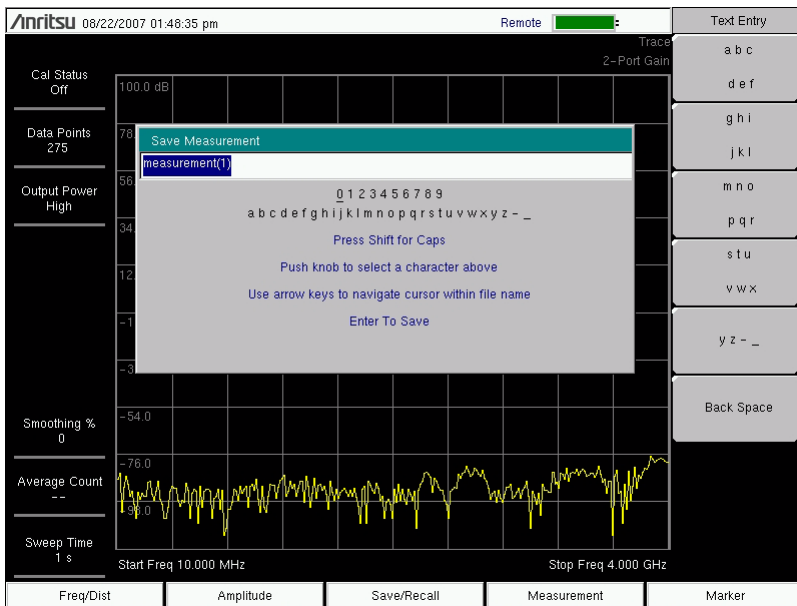 Anritsu 08/22/2007 01:48:35 pm Remote Text Entry
Trace
2-Port Gain
Cal Status
Off
Data Points
275
Output Power
High
Smoothing %
0
Average Count
--
Sweep Time
1 s
100.0 dB
78.
56.
34.
12.
-1
-3
-54.0
-76.0
-98.0
Save Measurement
measurement(1)
0 1 2 3 4 5 6 7 8 9
a b c d e f g h i j k l m n o p q r s t u v w x y z - _
Press Shift for Caps
Push knob to select a character above
Use arrow keys to navigate cursor within file name
Enter To Save
Start Freq 10.000 MHz
Stop Freq 4.000 GHz
a b c
d e f
g h i
j k l
m n o
p q r
s t u
v w x
y z - _
Back Space
Freq/Dist Amplitude Save/Recall Measurement Marker